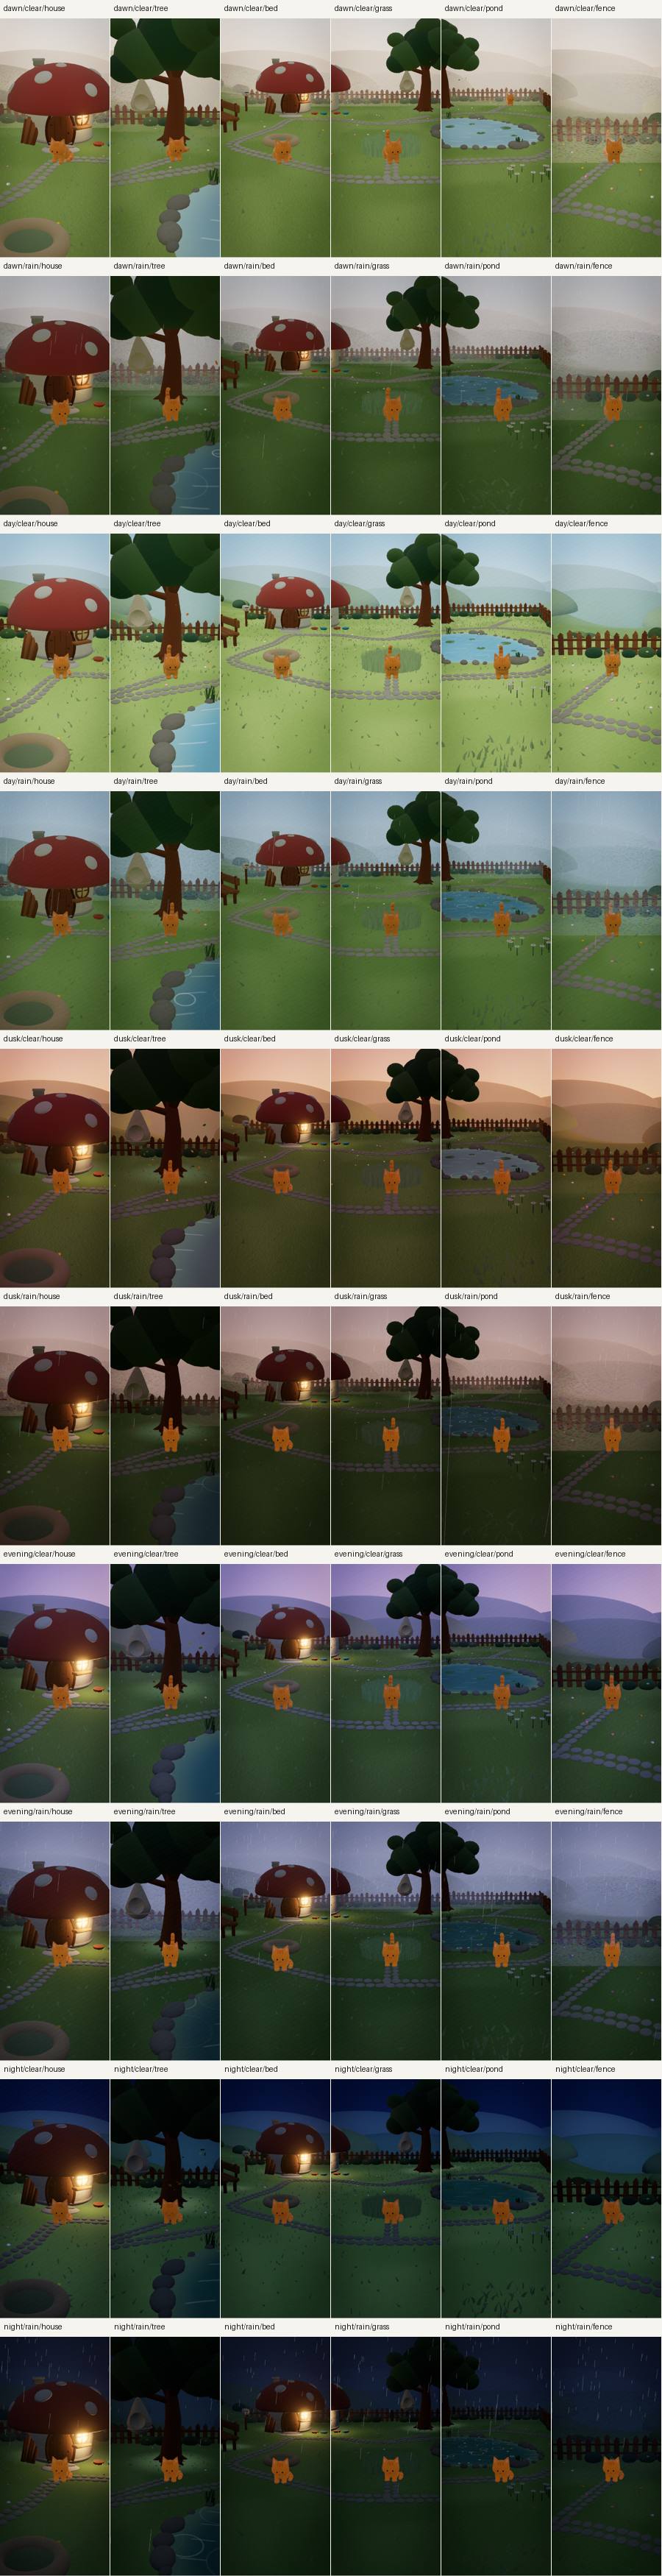 dawn/clear/house dawn/clear/tree dawn/clear/bed dawn/clear/grass dawn/clear/pond dawn/clear/fence
dawn/rain/house dawn/rain/tree dawn/rain/bed dawn/rain/grass dawn/rain/pond dawn/rain/fence
day/clear/house day/clear/tree day/clear/bed day/clear/grass day/clear/pond day/clear/fence
day/rain/house day/rain/tree day/rain/bed day/rain/grass day/rain/pond day/rain/fence
dusk/clear/house dusk/clear/tree dusk/clear/bed dusk/clear/grass dusk/clear/pond dusk/clear/fence
dusk/rain/house dusk/rain/tree dusk/rain/bed dusk/rain/grass dusk/rain/pond dusk/rain/fence
evening/clear/house evening/clear/tree evening/clear/bed evening/clear/grass evening/clear/pond evening/clear/fence
evening/rain/house evening/rain/tree evening/rain/bed evening/rain/grass evening/rain/pond evening/rain/fence
night/clear/house night/clear/tree night/clear/bed night/clear/grass night/clear/pond night/clear/fence
night/rain/house night/rain/tree night/rain/bed night/rain/grass night/rain/pond night/rain/fence